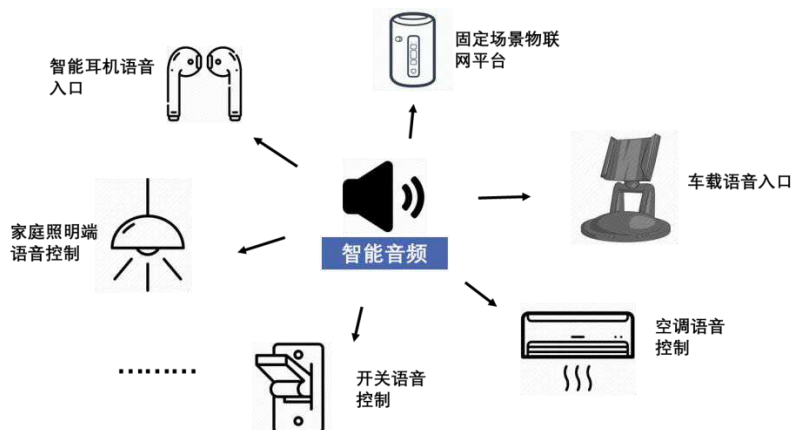 固定场景物联
网平台
智能耳机语音
入口
车载语音入口
家庭照明端
语音控制
智能音频
空调语音
控制
开关语音
控制
………